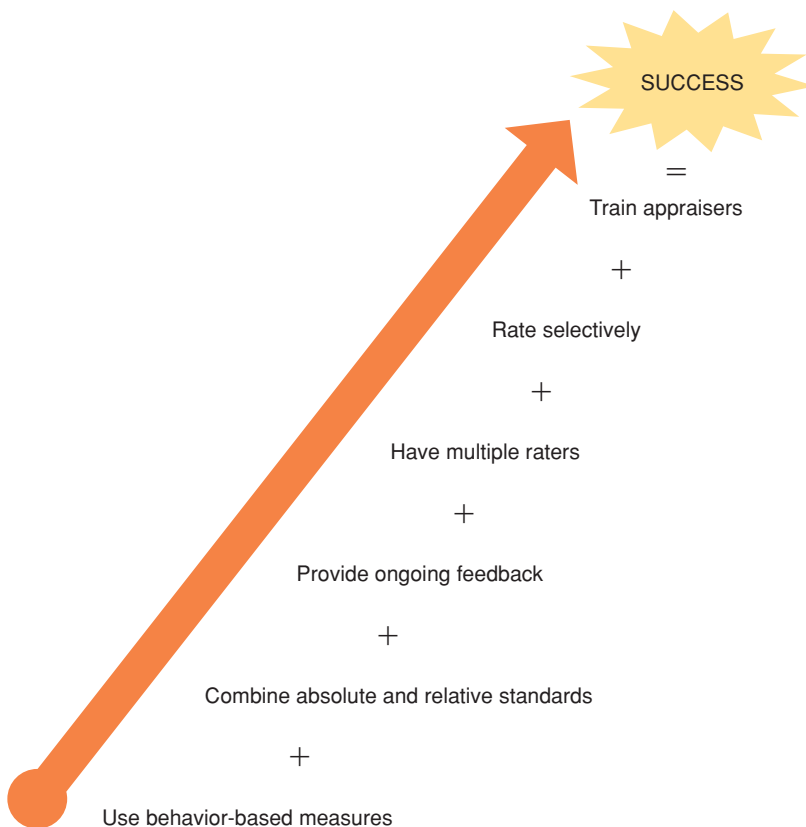 SUCCESS
=
Train appraisers
+
Rate selectively
+
Have multiple raters
+
Provide ongoing feedback
+
Combine absolute and relative standards
+
Use behavior-based measures